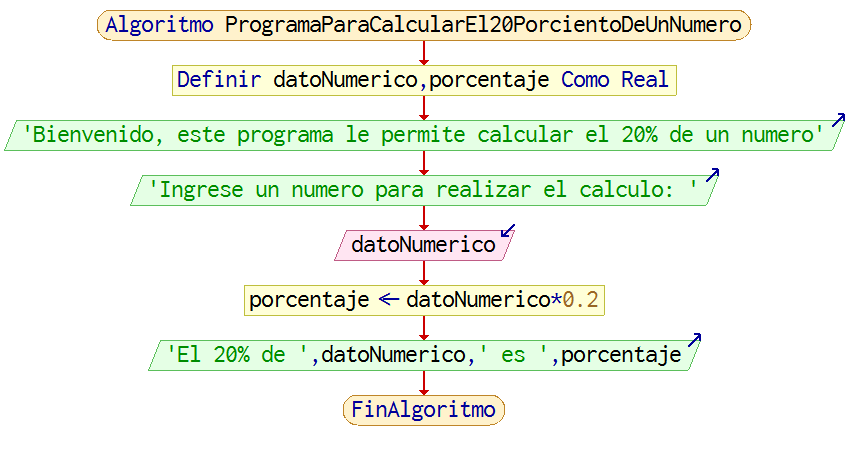 Algoritmo ProgramaParaCalcularEl20PorcientoDeUnNumero
Definir datoNumerico,porcentaje Como Real
'Bienvenido, este programa le permite calcular el 20% de un numero'
'Ingrese un numero para realizar el calculo: '
datoNumerico
porcentaje ← datoNumerico*0.2
'El 20% de ',datoNumerico,' es ',porcentaje
FinAlgoritmo